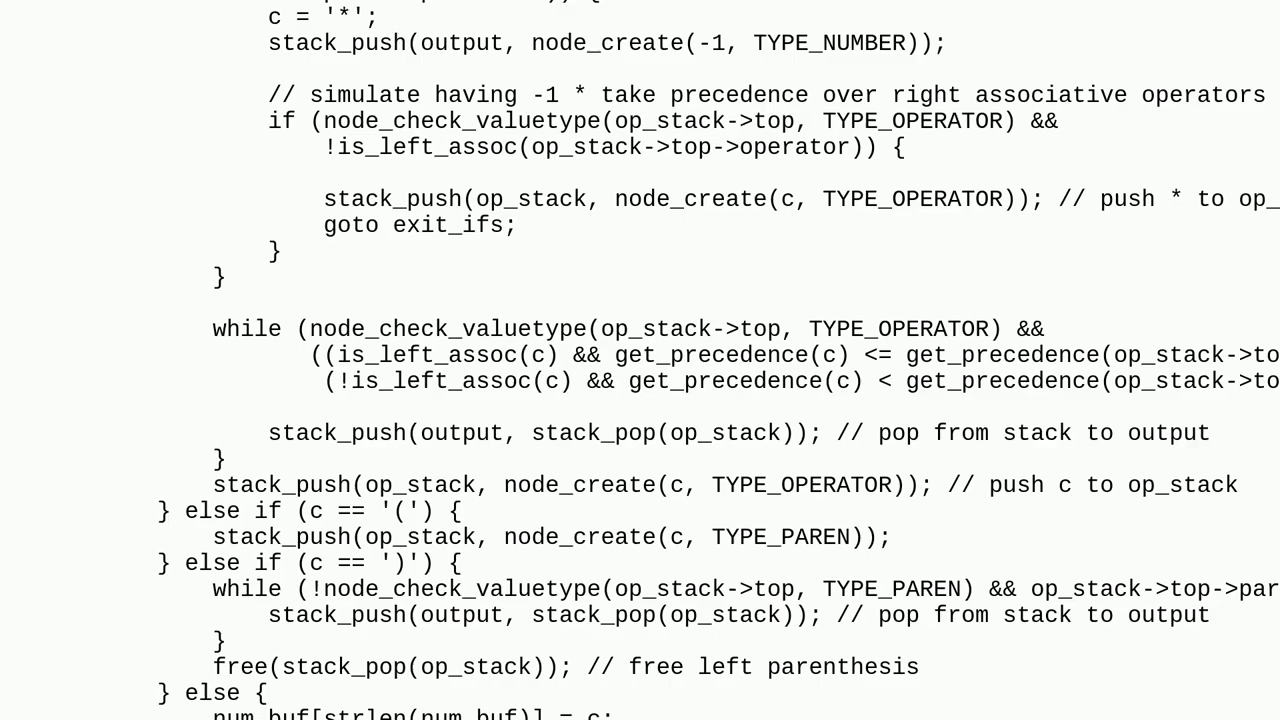 c = '*';
stack_push(output, node_create(-1, TYPE_NUMBER));
// simulate having -1 * take precedence over right associative operators
if (node_check_valuetype(op_stack->top, TYPE_OPERATOR) &&
!is_left_assoc(op_stack->top->operator)) {
stack_push(op_stack, node_create(c, TYPE_OPERATOR)); // push * to op_
goto exit_ifs;
}
}
while (node_check_valuetype(op_stack->top, TYPE_OPERATOR) &&
((is_left_assoc(c) && get_precedence(c) <= get_precedence(op_stack->to
(!is_left_assoc(c) && get_precedence(c) < get_precedence(op_stack->to
stack_push(output, stack_pop(op_stack)); // pop from stack to output
}
stack_push(op_stack, node_create(c, TYPE_OPERATOR)); // push c to op_stack
} else if (c == '(') {
stack_push(op_stack, node_create(c, TYPE_PAREN));
} else if (c == ')') {
while (!node_check_valuetype(op_stack->top, TYPE_PAREN) && op_stack->top->par
stack_push(output, stack_pop(op_stack)); // pop from stack to output
}
free(stack_pop(op_stack)); // free left parenthesis
} else {
num_buf[strlen(num_buf)] = c;